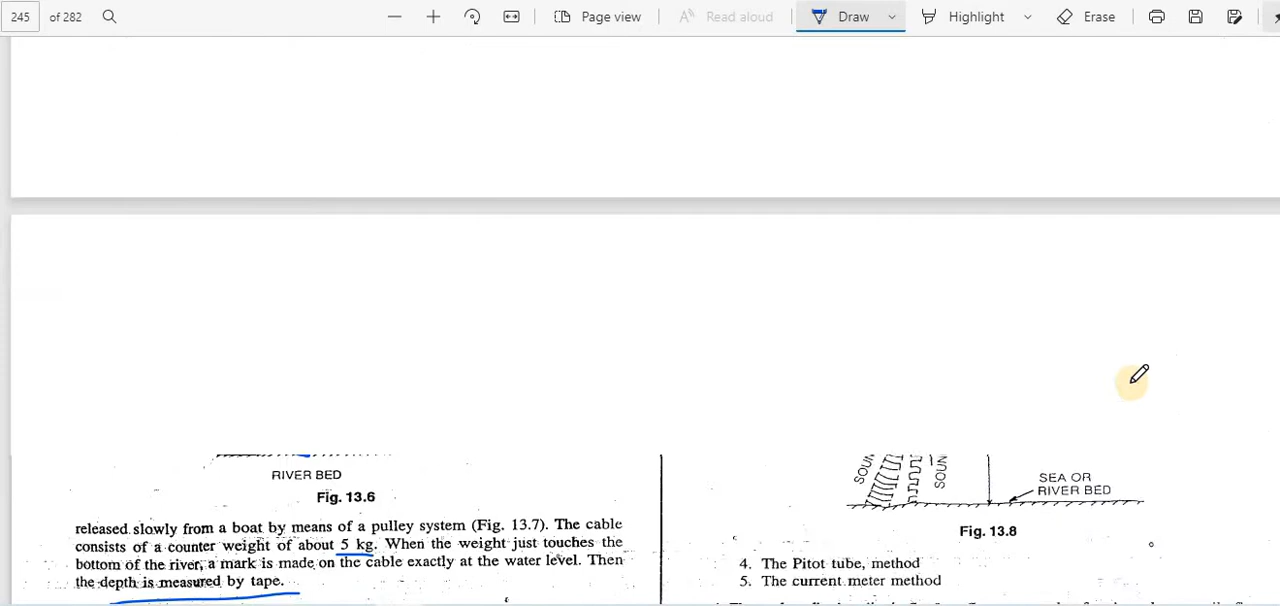 245 of 282 Page view Read aloud Draw Highlight Erase
RIVER BED
Fig. 13.6
released slowly from a boat by means of a pulley system (Fig. 13.7). The cable
consists of a counter weight of about 5 kg. When the weight just touches the
bottom of the river, a mark is made on the cable exactly at the water level. Then
the depth is measured by tape.
SOUN
SOUN
SEA OR
RIVER BED
Fig. 13.8
4. The Pitot tube, method
5. The current meter method